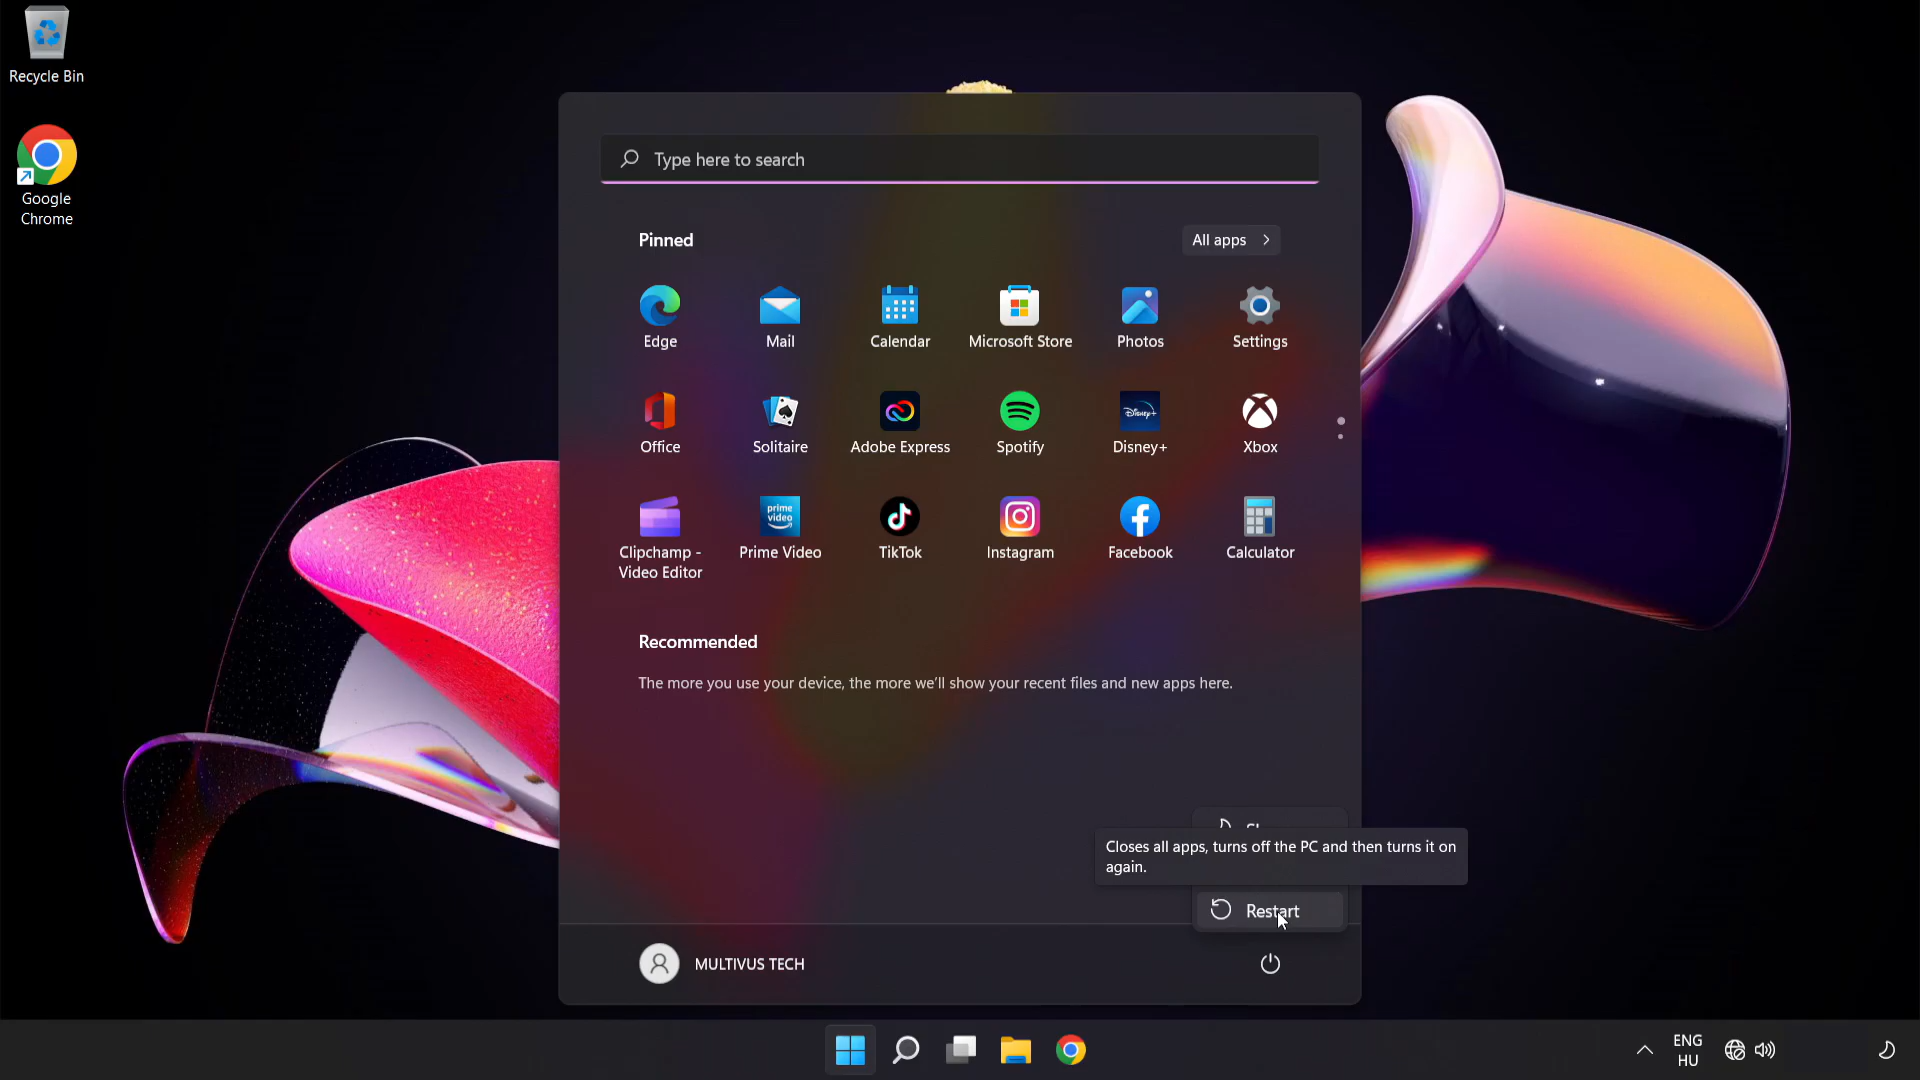 Recycle Bin
Google
Chrome
Type here to search
Pinned
All apps
Edge
Mail
Calendar
Microsoft Store
Photos
Settings
Office
Solitaire
Adobe Express
Spotify
Disney+
Disney+
Xbox
prime
video
Clipchamp -
Video Editor
Prime Video
TikTok
Instagram
Facebook
Calculator
Recommended
The more you use your device, the more we'll show your recent files and new apps here.
Closes all apps, turns off the PC and then turns it on
again.
Restart
MULTIVUS TECH
ENG
HU